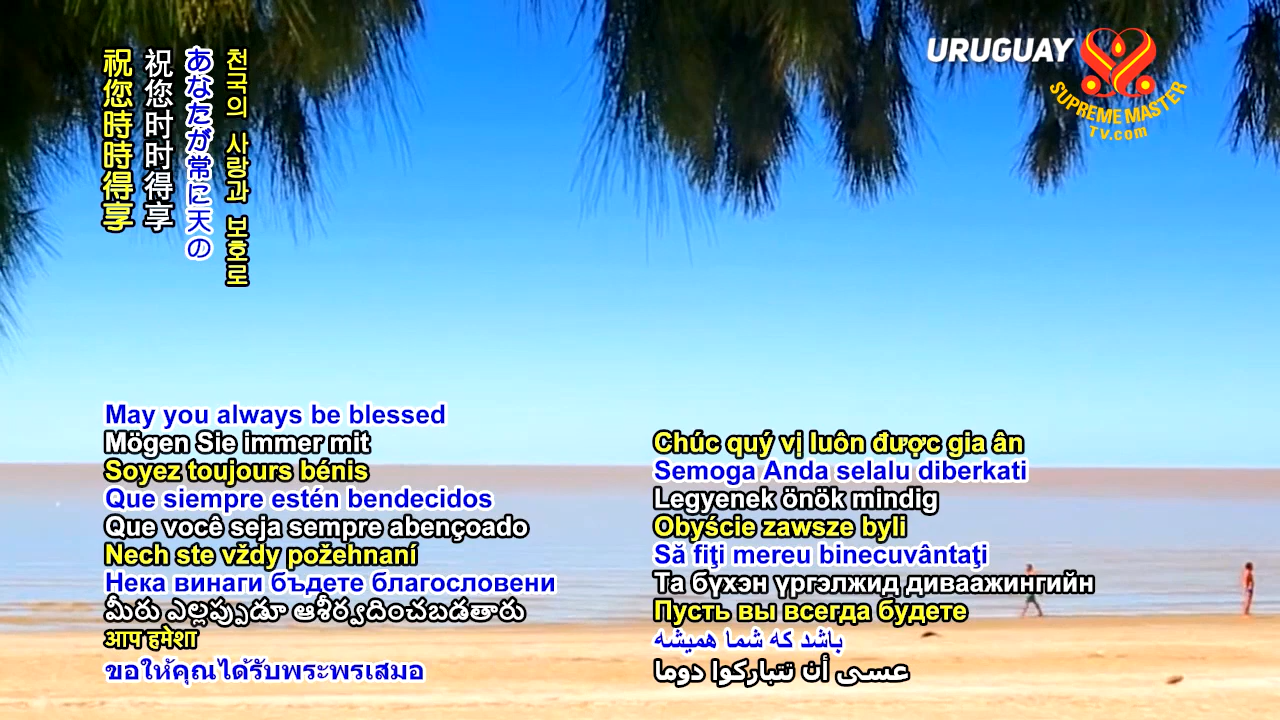 URUGUAY
SUPREME MASTER
TV.com
천국의 사랑과 보호로
あなたが常に天の
祝您时时得享
祝您時時得享
May you always be blessed
Mögen Sie immer mit
Soyez toujours bénis
Que siempre estén bendecidos
Que você seja sempre abençoado
Nech ste vždy požehnaní
Нека винаги бъдете благословени
మీరు ఎల్లప్పుడూ ఆశీర్వదించబడతారు
आप हमेशा
ขอให้คุณได้รับพระพรเสมอ
Chúc quý vị luôn được gia ân
Semoga Anda selalu diberkati
Legyenek önök mindig
Obyście zawsze byli
Să fiţi mereu binecuvântaţi
Та бүхэн үргэлжид диваажингийн
Пусть вы всегда будете
باشد که شما همیشه
عسى أن تتباركوا دوما